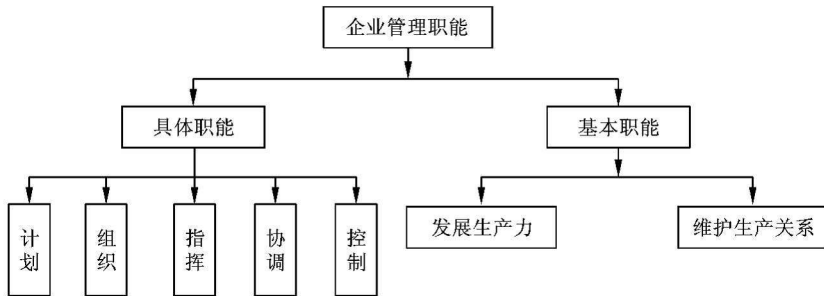 企业管理职能
具体职能
基本职能
计划
组织
指挥
协调
控制
发展生产力
维护生产关系